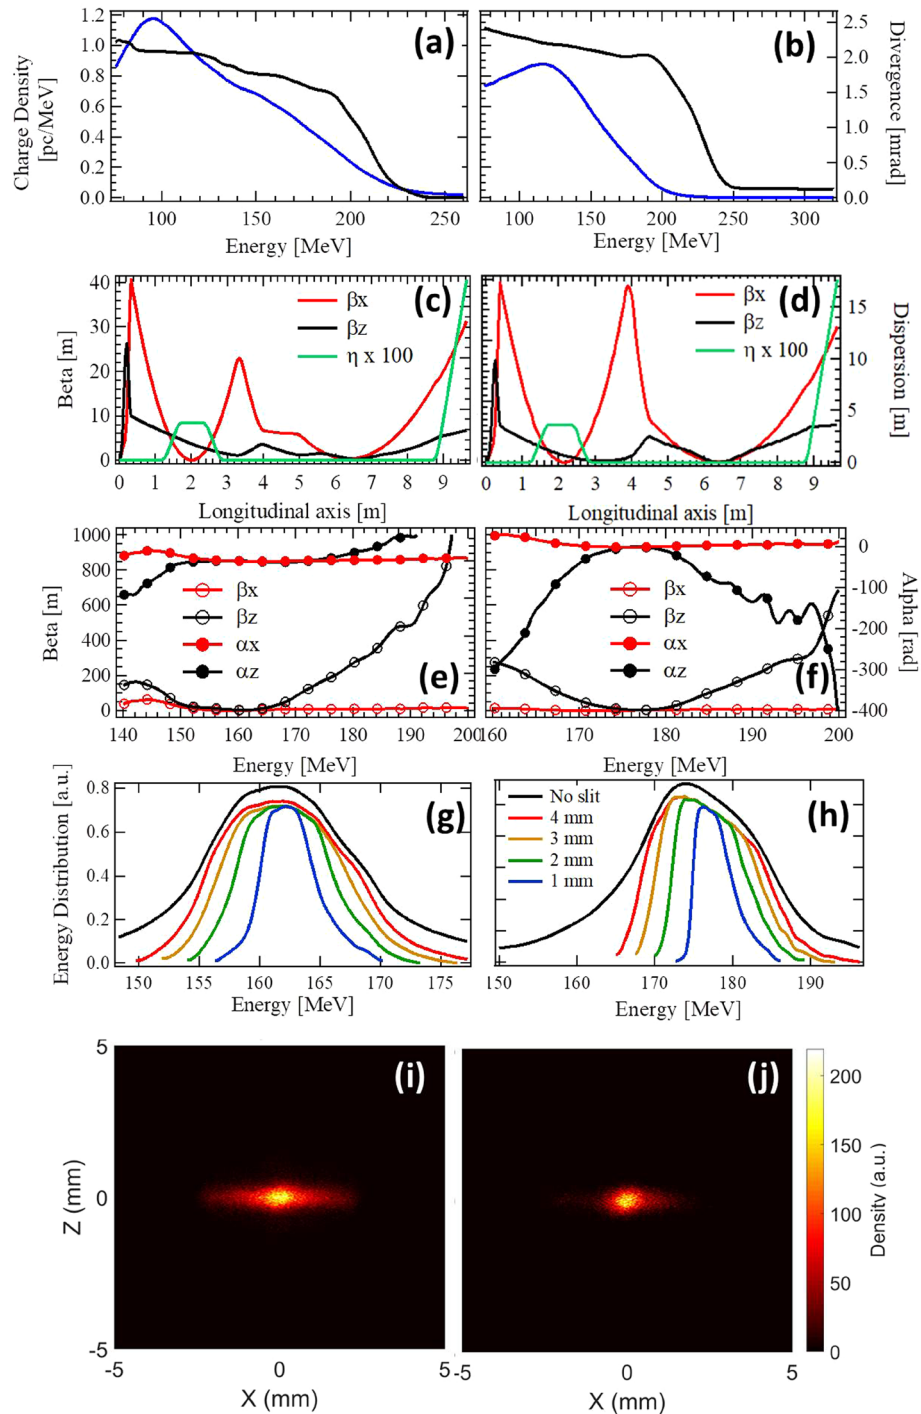 Charge Density
[pc/MeV]
1.2
1.0
0.8
0.6
0.4
0.2
0.0
(a)
100
150
200
250
Energy [MeV]
(b)
100
150
200
250
300
Energy [MeV]
2.5
2.0
1.5
1.0
0.5
0.0
Divergence
[mrad]
Beta [m]
40
30
20
10
0
(c)
βx
βz
η x 100
0 1 2 3 4 5 6 7 8 9
Longitudinal axis [m]
(d)
βx
βz
η x 100
0 1 2 3 4 5 6 7 8 9
Longitudinal axis [m]
15
10
5
0
Dispersion [m]
Beta [m]
1000
800
600
400
200
0
βx
βz
αx
αz
(e)
140 150 160 170 180 190 200
Energy [MeV]
βx
βz
αx
αz
(f)
160 170 180 190 200
Energy [MeV]
0
-100
-200
-300
-400
Alpha [rad]
Energy Distribution [a.u.]
0.8
0.6
0.4
0.2
0.0
(g)
150 155 160 165 170 175
Energy [MeV]
No slit
4 mm
3 mm
2 mm
1 mm
(h)
150 160 170 180 190
Energy [MeV]
Z (mm)
5
0
-5
(i)
-5 0 5
X (mm)
(j)
-5 0 5
X (mm)
200
150
100
50
0
Density (a.u.)